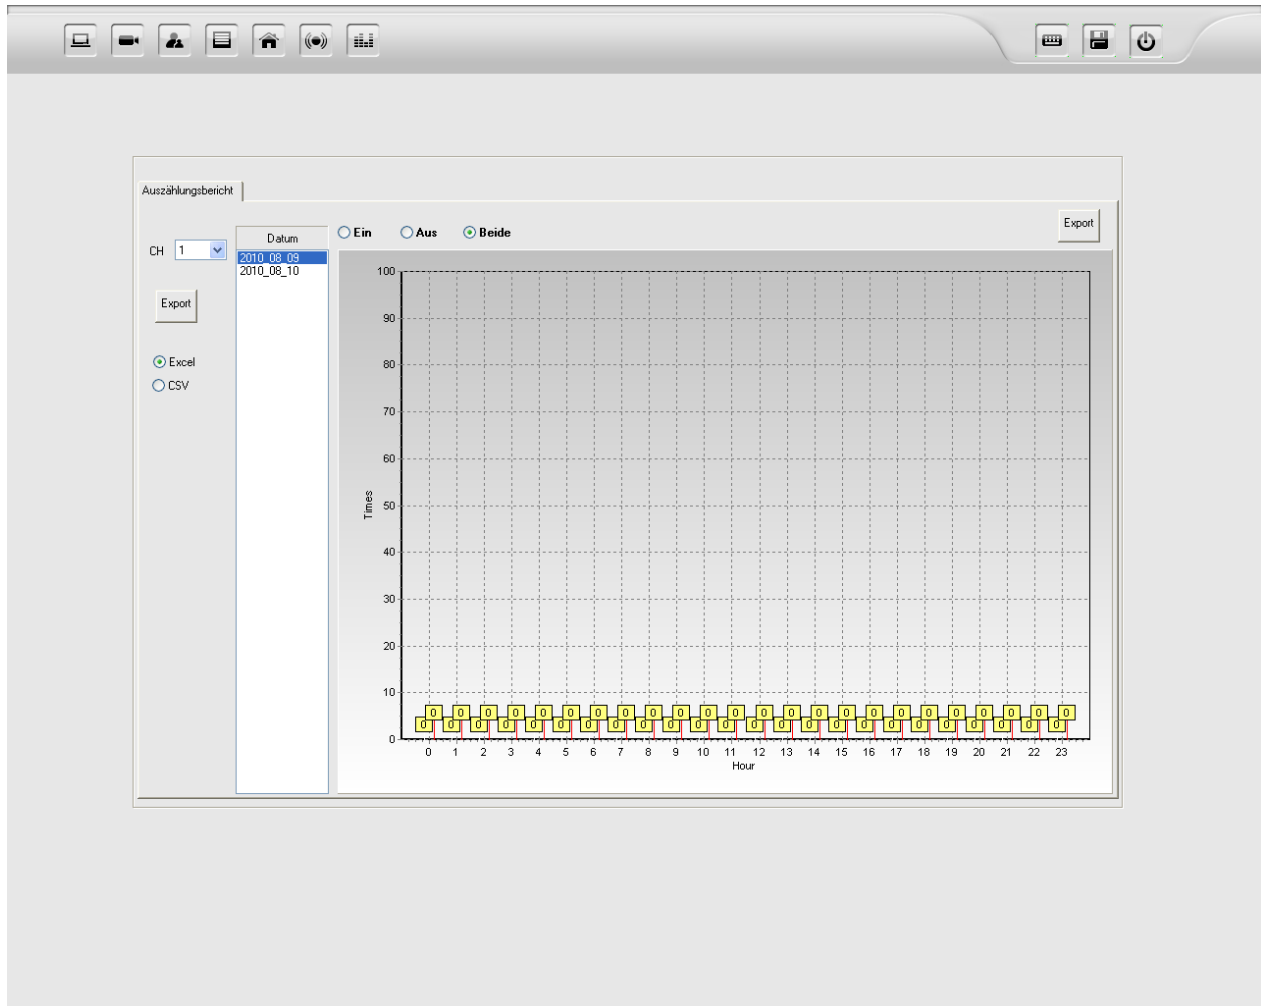 Auszählungsbericht
CH 1
Export
Excel
CSV
Datum
2010_08_09
2010_08_10
Ein Aus Beide
Export
100
90
80
70
60
50
40
30
20
10
0
Times
0 0 0 0 0 0 0 0 0 0 0 0 0 0 0 0 0 0 0 0 0 0 0 0
0 0 0 0 0 0 0 0 0 0 0 0 0 0 0 0 0 0 0 0 0 0 0 0
0 1 2 3 4 5 6 7 8 9 10 11 12 13 14 15 16 17 18 19 20 21 22 23
Hour